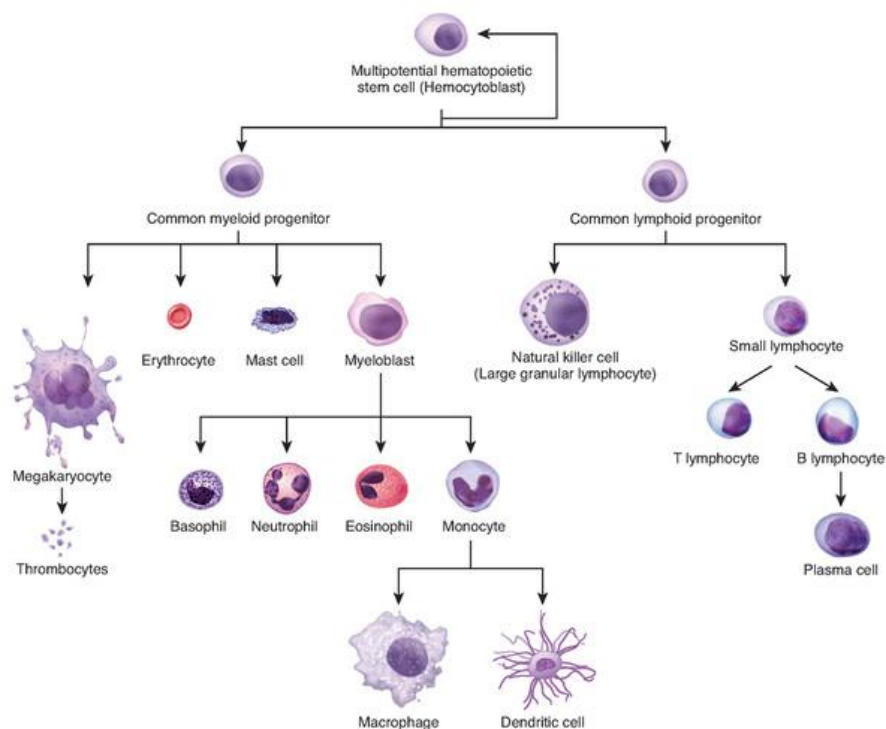 Multipotential hematopoietic
stem cell (Hemocytoblast)
Common myeloid progenitor
Common lymphoid progenitor
Erythrocyte
Mast cell
Myeloblast
Natural killer cell
(Large granular lymphocyte)
Small lymphocyte
Megakaryocyte
T lymphocyte
B lymphocyte
Basophil
Neutrophil
Eosinophil
Monocyte
Thrombocytes
Plasma cell
Macrophage
Dendritic cell